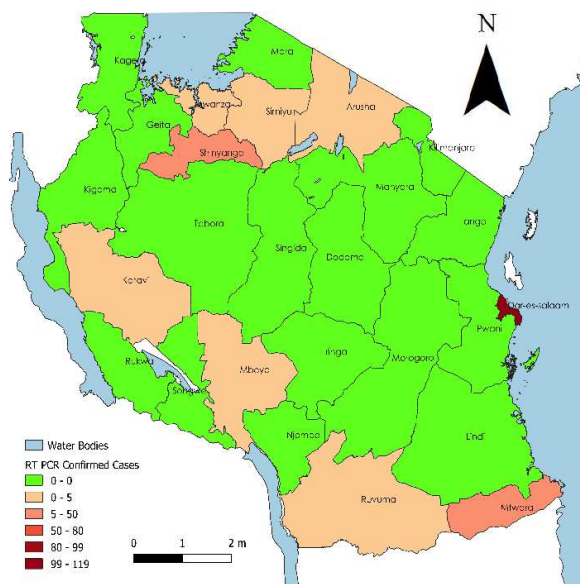 N
Mara
Kagera
Mwanza
Simiyu
Arusha
Geita
Shinyanga
Kilimanjaro
Kigoma
Manyara
Tabora
Singida
Dodoma
Dar-es-salaam
Katavi
Pwani
Iringa
Morogoro
Rukwa
Mbeya
Songwe
Njombe
Lindi
Ruvuma
Mtwara
Water Bodies
RT PCR Confirmed Cases
0 - 0
0 - 5
5 - 50
50 - 80
80 - 99
99 - 119
0 1 2 m